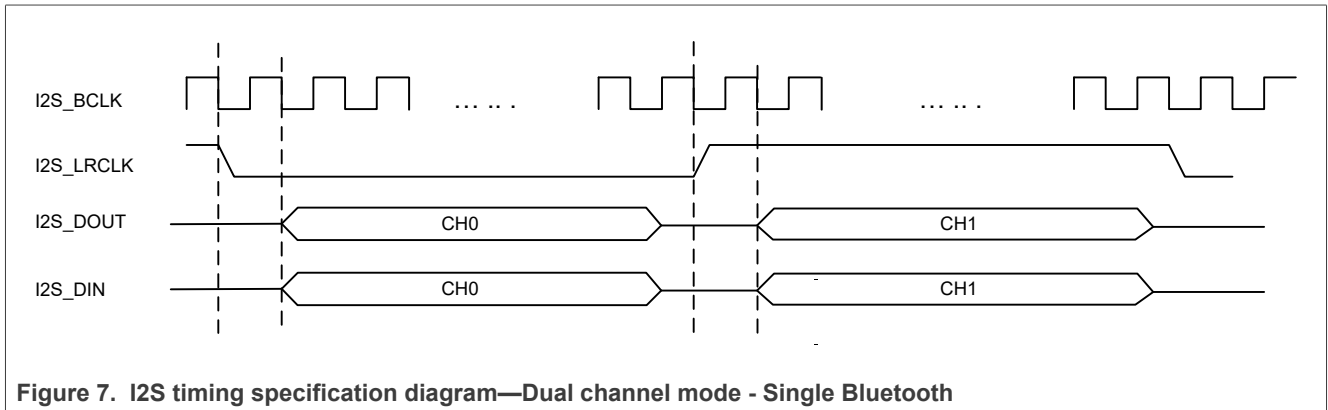 I2S_BCLK
... .. .
... .. .
I2S_LRCLK
I2S_DOUT
CH0
CH1
I2S_DIN
CH0
CH1
Figure 7. I2S timing specification diagram—Dual channel mode - Single Bluetooth